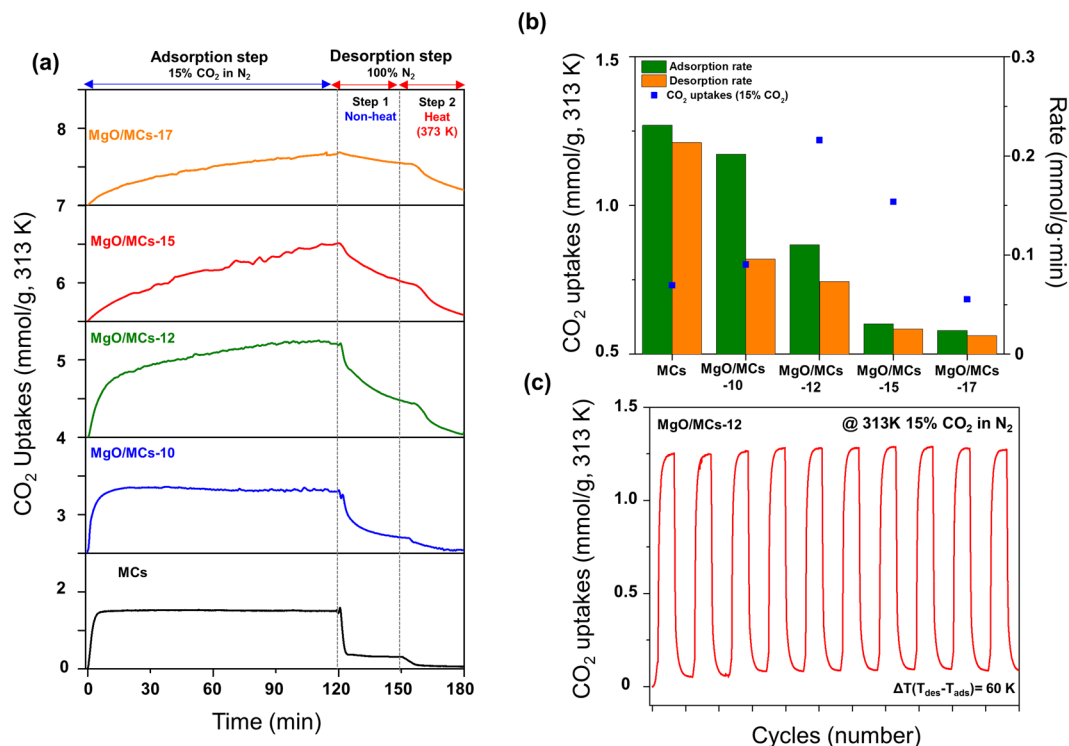 (a)
Adsorption step
15% CO2 in N2
Desorption step
100% N2
Step 1
Non-heat
Step 2
Heat
(373 K)
MgO/MCs-17
MgO/MCs-15
MgO/MCs-12
MgO/MCs-10
MCs
8
7
6
5
4
3
2
1
0
CO2 Uptakes (mmol/g, 313 K)
0 30 60 90 120 150 180
Time (min)
(b)
Adsorption rate
Desorption rate
CO2 uptakes (15% CO2)
1.5
1.0
0.5
CO2 uptakes (mmol/g, 313 K)
0.3
0.2
0.1
0
Rate (mmol/g·min)
MCs MgO/MCs MgO/MCs MgO/MCs MgO/MCs
-10 -12 -15 -17
(c)
MgO/MCs-12
@ 313K 15% CO2 in N2
1.5
1.0
1.5
0
CO2 uptakes (mmol/g, 313 K)
ΔT(Tdes-Tads)= 60 K
Cycles (number)